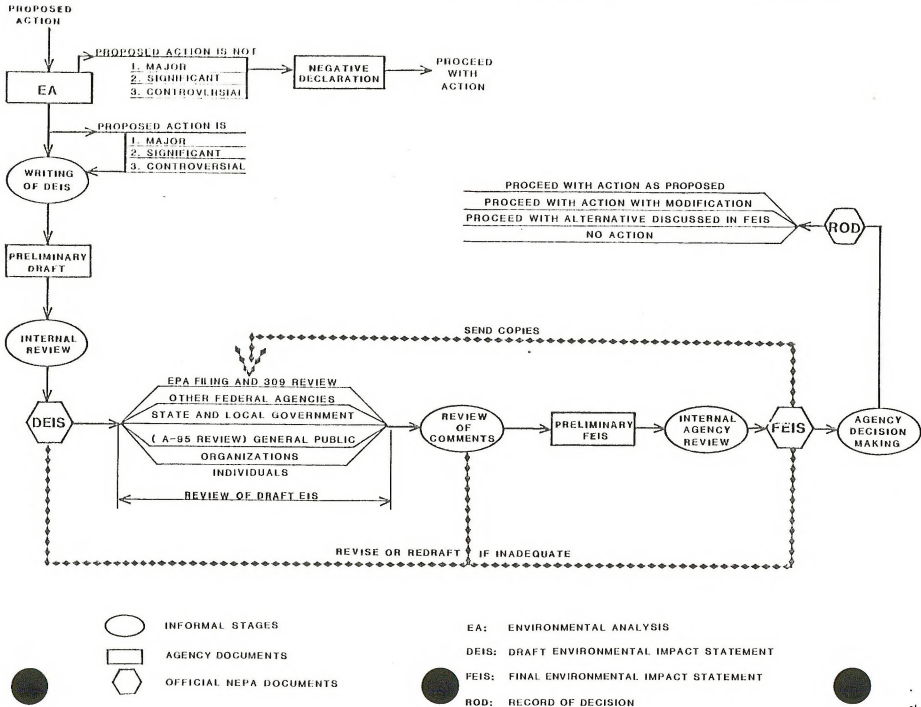 PROPOSED
ACTION
PROPOSED ACTION IS NOT
1. MAJOR
2. SIGNIFICANT
3. CONTROVERSIAL
NEGATIVE
DECLARATION
PROCEED
WITH
ACTION
EA
PROPOSED ACTION IS
1. MAJOR
2. SIGNIFICANT
3. CONTROVERSIAL
WRITING
OF DEIS
PROCEED WITH ACTION AS PROPOSED
PROCEED WITH ACTION WITH MODIFICATION
PROCEED WITH ALTERNATIVE DISCUSSED IN FEIS
NO ACTION
ROD
PRELIMINARY
DRAFT
INTERNAL
REVIEW
SEND COPIES
DEIS
EPA FILING AND 309 REVIEW
OTHER FEDERAL AGENCIES
STATE AND LOCAL GOVERNMENT
( A-95 REVIEW) GENERAL PUBLIC
ORGANIZATIONS
INDIVIDUALS
REVIEW OF DRAFT EIS
REVIEW
OF
COMMENTS
PRELIMINARY
FEIS
INTERNAL
AGENCY
REVIEW
FEIS
AGENCY
DECISION
MAKING
REVISE OR REDRAFT IF INADEQUATE
INFORMAL STAGES
AGENCY DOCUMENTS
OFFICIAL NEPA DOCUMENTS
EA: ENVIRONMENTAL ANALYSIS
DEIS: DRAFT ENVIRONMENTAL IMPACT STATEMENT
FEIS: FINAL ENVIRONMENTAL IMPACT STATEMENT
ROD: RECORD OF DECISION